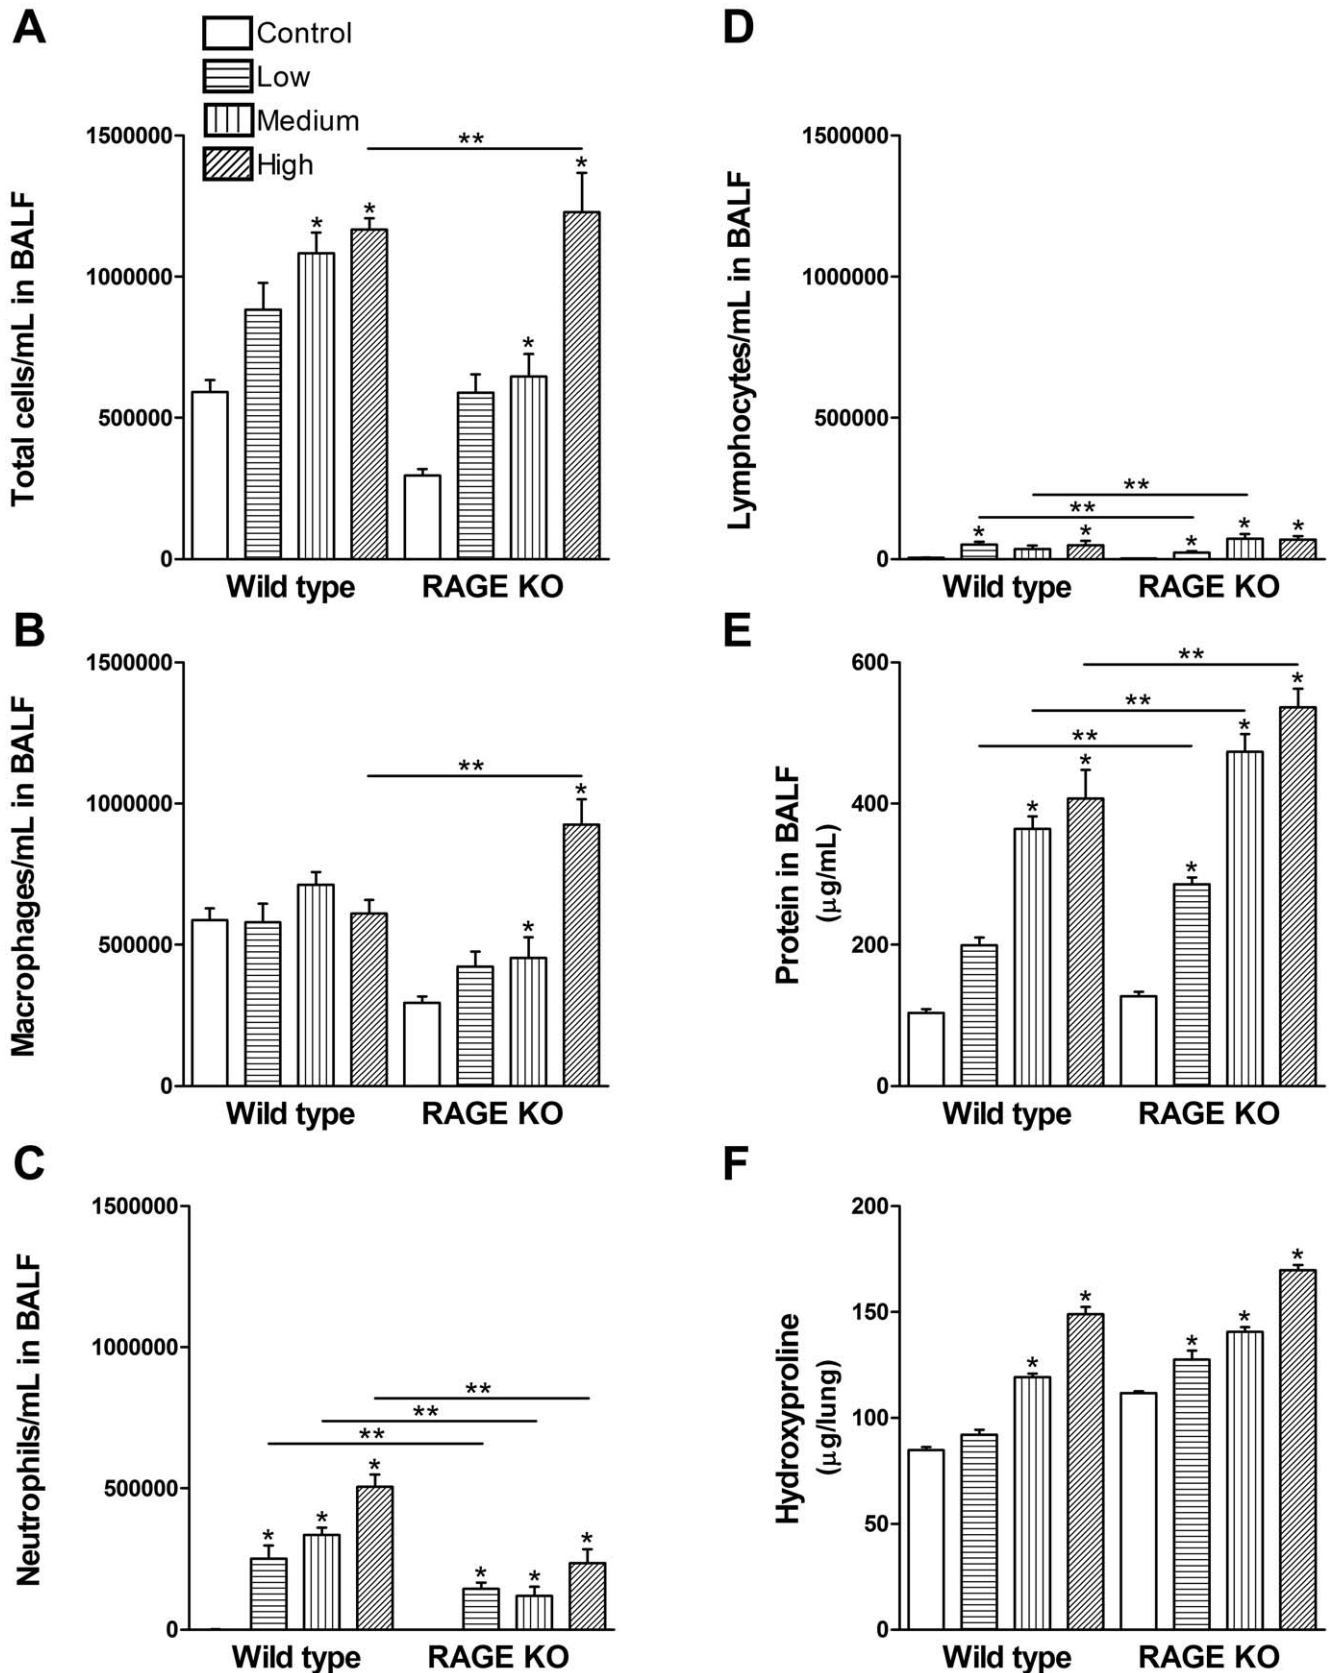 A
Control
Low
Medium
High
Total cells/mL in BALF
1500000
1000000
500000
0
**
*
*
*
*
Wild type
RAGE KO
D
Lymphocytes/mL in BALF
1500000
1000000
500000
0
**
**
*
*
*
*
*
Wild type
RAGE KO
B
Macrophages/mL in BALF
1500000
1000000
500000
0
**
*
*
Wild type
RAGE KO
E
Protein in BALF
(µg/mL)
600
400
200
0
**
**
**
*
*
*
*
*
Wild type
RAGE KO
C
Neutrophils/mL in BALF
1500000
1000000
500000
0
**
**
**
*
*
*
*
*
*
Wild type
RAGE KO
F
Hydroxyproline
(µg/lung)
200
150
100
50
0
*
*
*
*
*
Wild type
RAGE KO